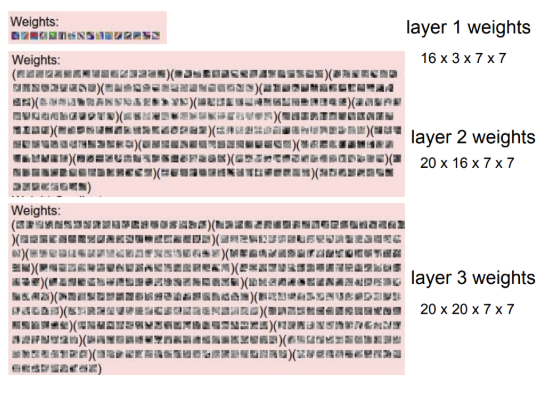 Weights:
layer 1 weights
16 x 3 x 7 x 7
Weights:
layer 2 weights
20 x 16 x 7 x 7
Weights:
layer 3 weights
20 x 20 x 7 x 7